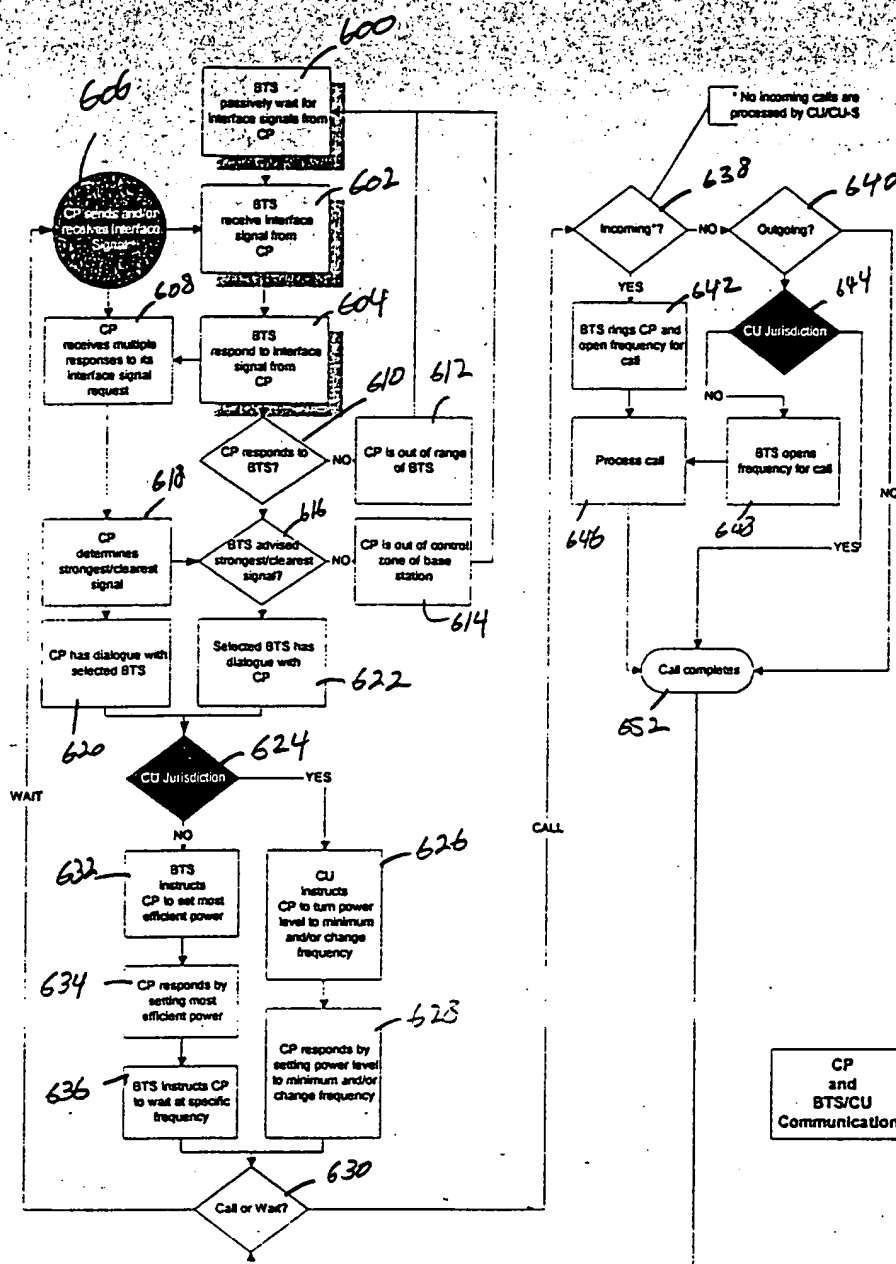 600
606
BTS
passively wait for
interface signals from
CP
* No incoming calls are
processed by CU/CU-S
602
638
640
CP sends and/or
receives Interface
Signal
BTS
receive interface
signal from
CP
Incoming*?
NO
Outgoing?
608
604
YES
642
644
CP
receives multiple
responses to its
interface signal
request
BTS
respond to interface
signal from
CP
BTS rings CP and
open frequency for
call
CU Jurisdiction
610
612
NO
CP responds to
BTS?
NO
CP is out of range
of BTS
Process call
BTS opens
frequency for call
NO
618
616
646
648
CP
determines
strongest/clearest
signal
BTS advised
strongest/clearest
signal?
NO
CP is out of control
zone of base
station
YES
614
CP has dialogue with
selected BTS
Selected BTS has
dialogue with
CP
622
Call completes
620
624
652
CU Jurisdiction
YES
WAIT
NO
CALL
626
632
BTS
instructs
CP to set most
efficient power
CU
instructs
CP to turn power
level to minimum
and/or change
frequency
634
CP responds by
setting most
efficient power
628
CP responds by
setting power level
to minimum and/or
change frequency
636
BTS instructs CP
to wait at specific
frequency
CP
and
BTS/CU
Communication
630
Call or Wait?